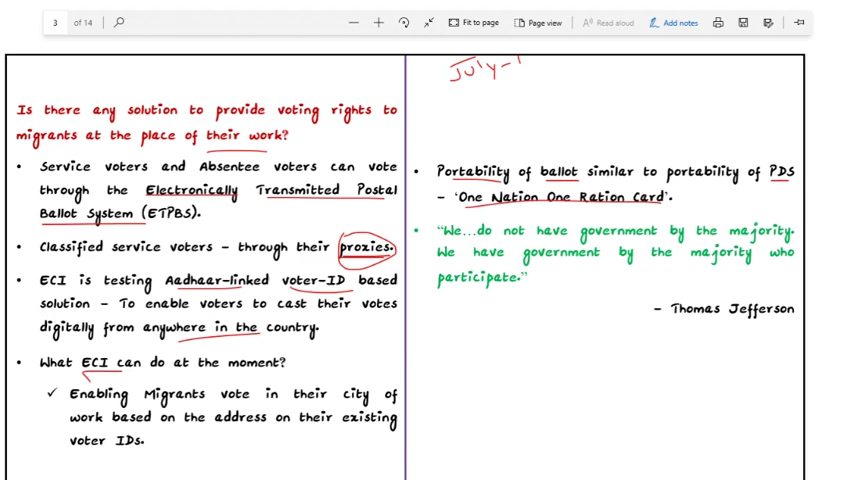 3 of 14 Fit to page Page view Read aloud Add notes
Is there any solution to provide voting rights to
migrants at the place of their work?
• Service voters and Absentee voters can vote
through the Electronically Transmitted Postal
Ballot System (ETPBS).
• Classified service voters – through their proxies.
• ECI is testing Aadhaar-linked voter-ID based
solution – To enable voters to cast their votes
digitally from anywhere in the country.
• What ECI can do at the moment?
✓ Enabling Migrants vote in their city of
work based on the address on their existing
voter IDs.
• Portability of ballot similar to portability of PDS
– 'One Nation One Ration Card'.
• "We...do not have government by the majority.
We have government by the majority who
participate."
– Thomas Jefferson